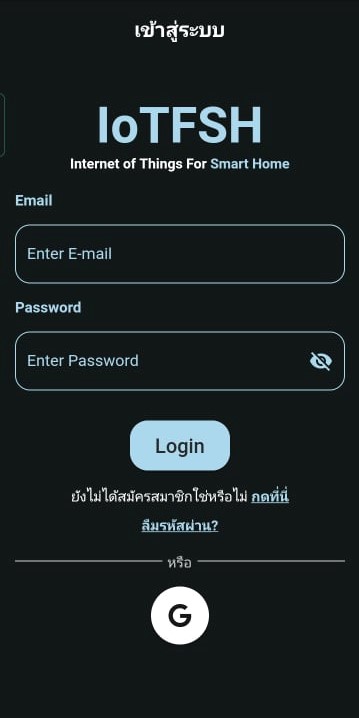 เข้าสู่ระบบ
IoTFSH
Internet of Things For Smart Home
Email
Enter E-mail
Password
Enter Password
Login
ยังไม่ได้สมัครสมาชิกใช่หรือไม่ กดที่นี่
ลืมรหัสผ่าน?
หรือ
G